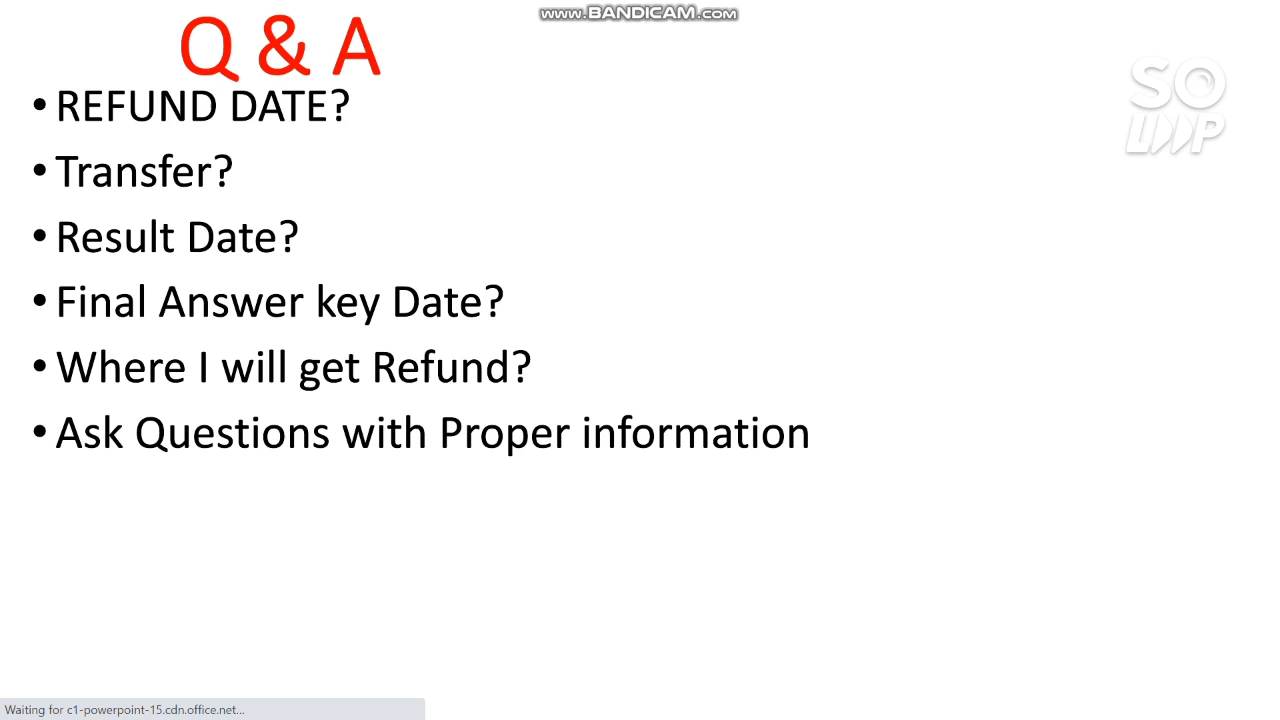 www.BANDICAM.com
Q & A
SO
LOOP
• REFUND DATE?
• Transfer?
• Result Date?
• Final Answer key Date?
• Where I will get Refund?
• Ask Questions with Proper information
Waiting for c1-powerpoint-15.cdn.office.net...